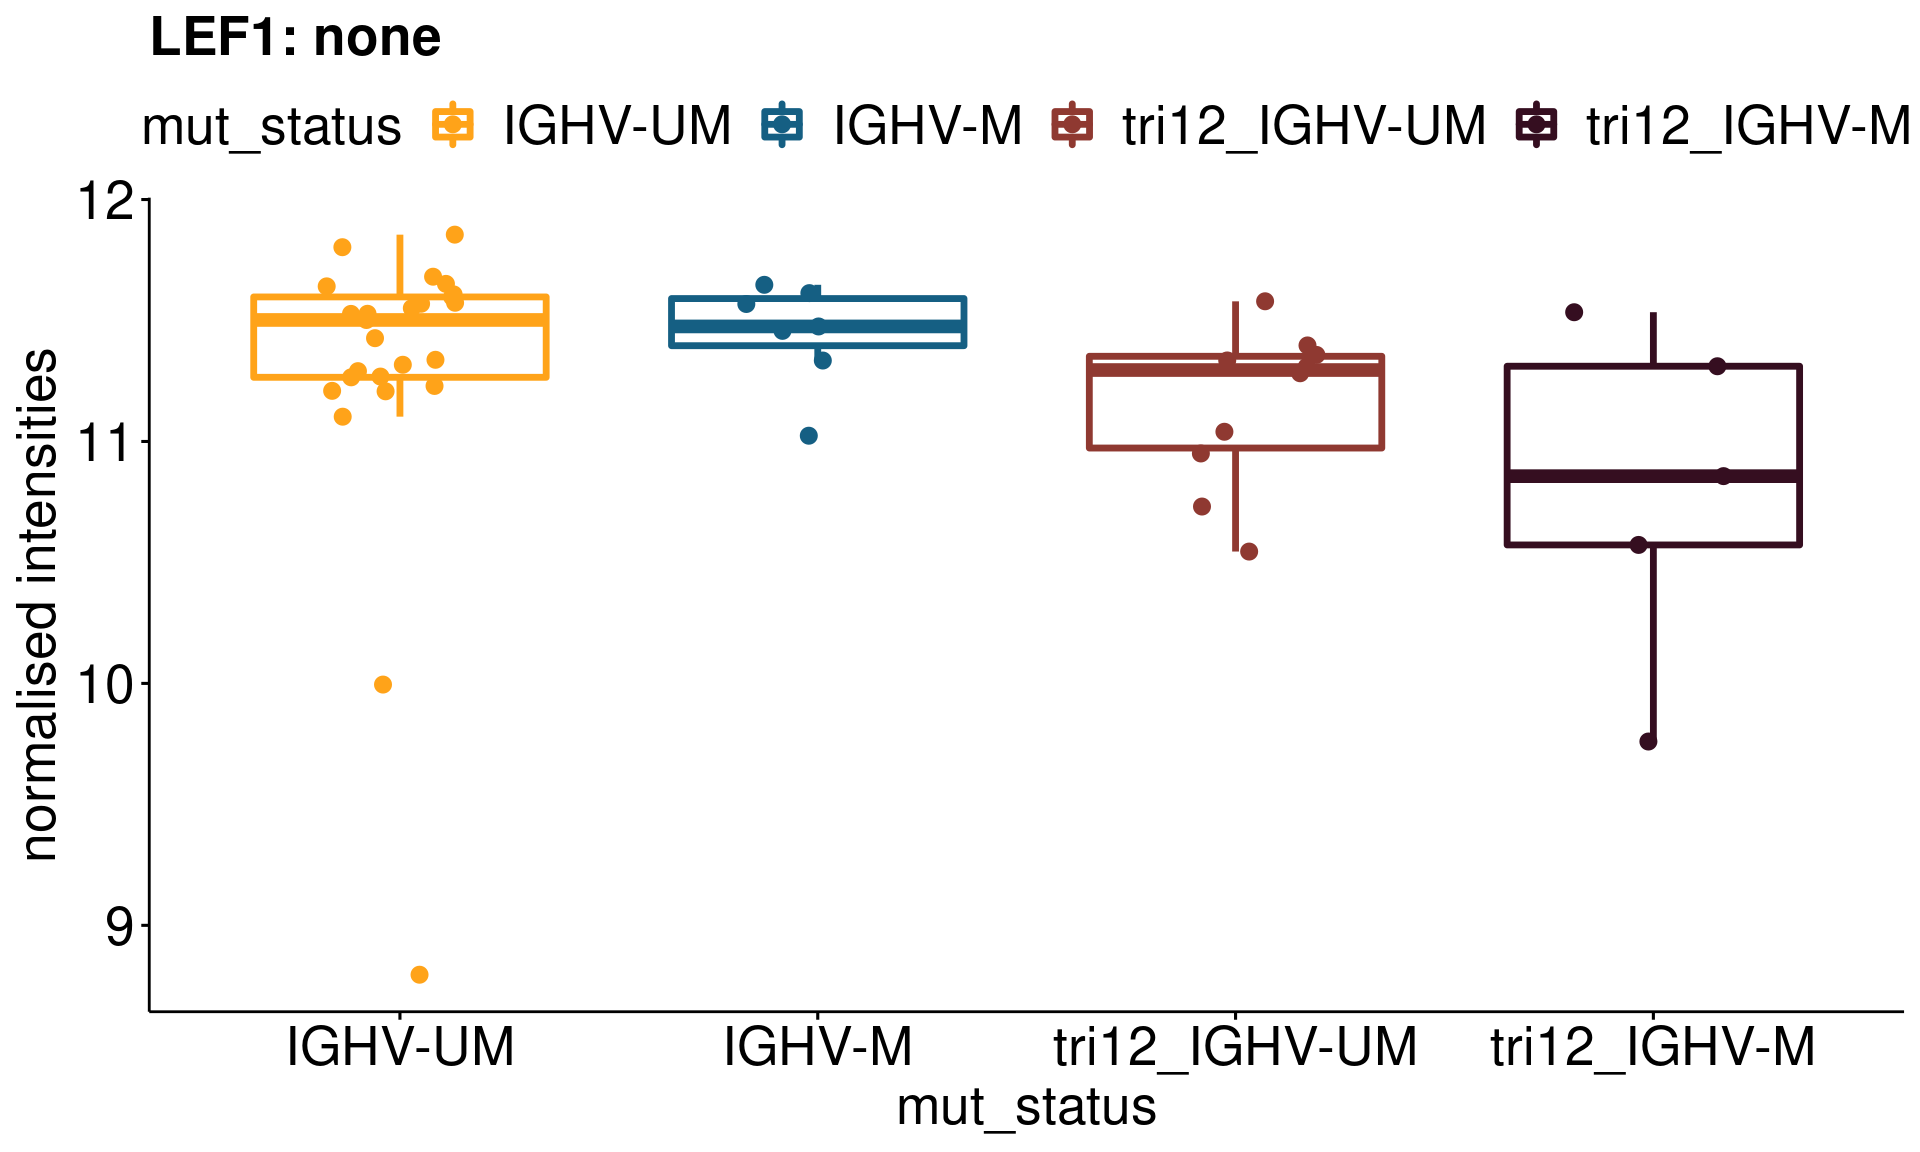 LEF1: none
mut_status IGHV-UM IGHV-M tri12_IGHV-UM tri12_IGHV-M
12
11
10
9
normalised intensities
IGHV-UM IGHV-M tri12_IGHV-UM tri12_IGHV-M
mut_status